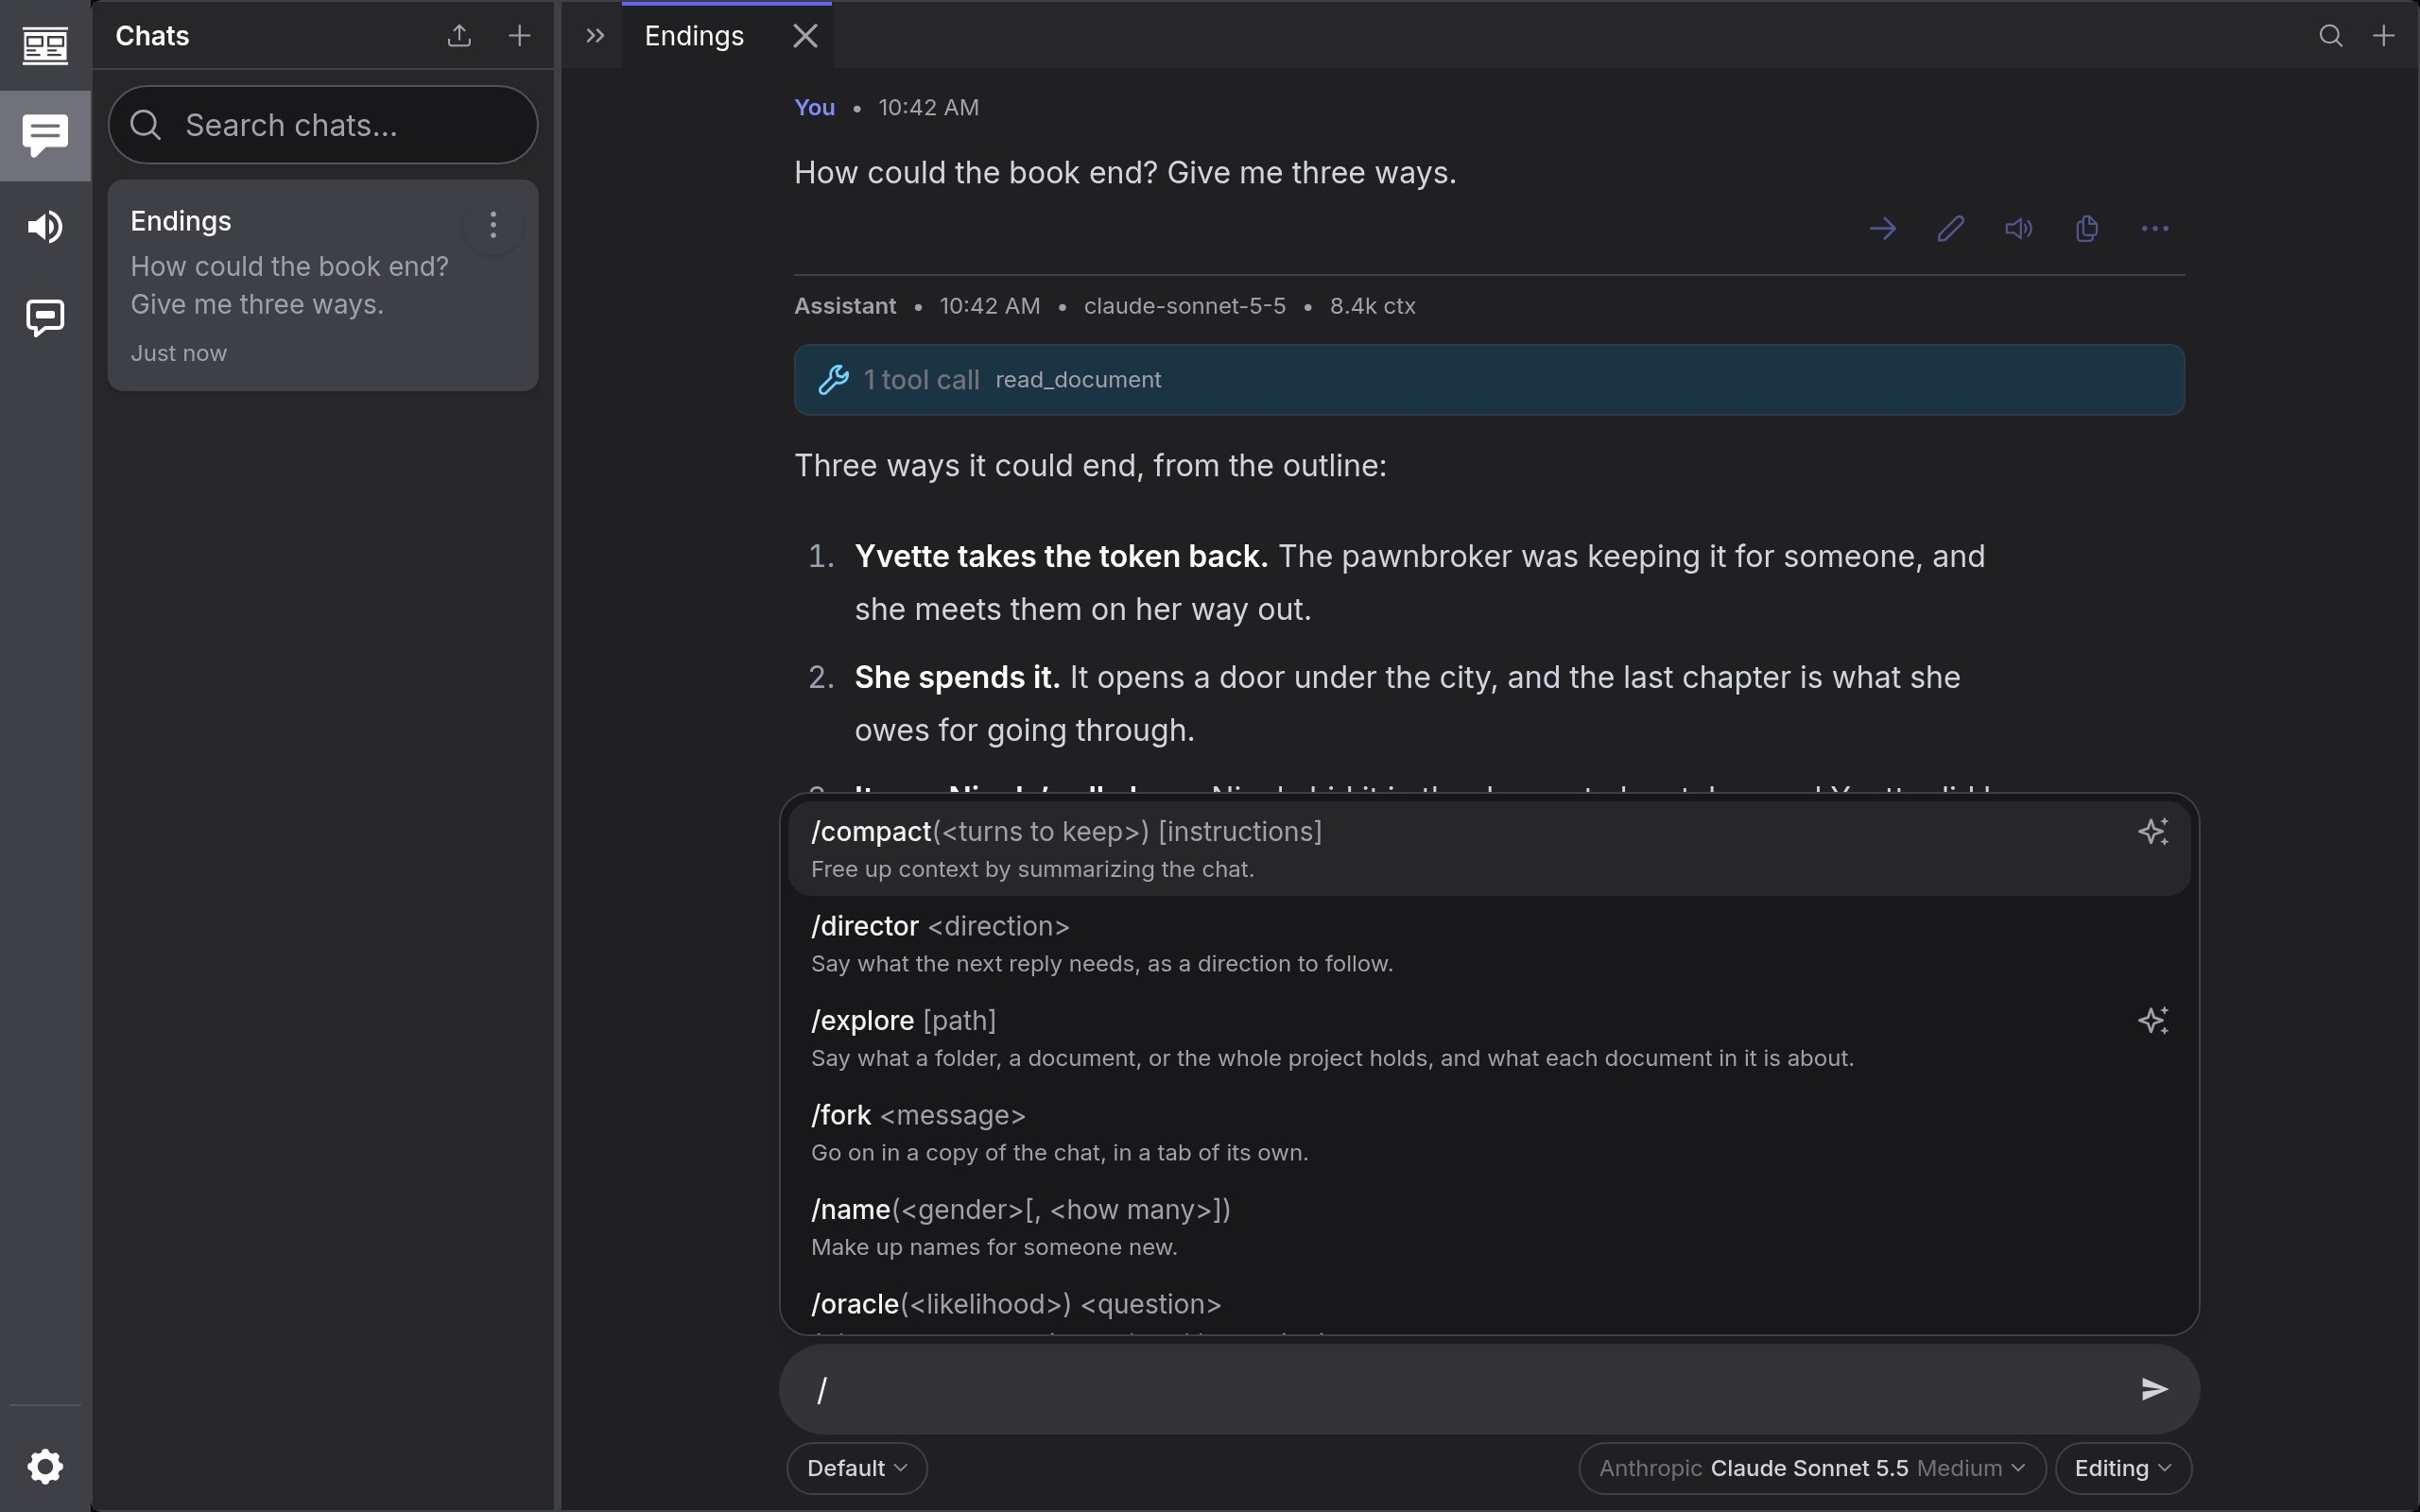 Chats
Search chats...
Endings
How could the book end?
Give me three ways.
Just now
Endings
You • 10:42 AM
How could the book end? Give me three ways.
Assistant • 10:42 AM • claude-sonnet-5-5 • 8.4k ctx
1 tool call read_document
Three ways it could end, from the outline:
1. Yvette takes the token back. The pawnbroker was keeping it for someone, and
she meets them on her way out.
2. She spends it. It opens a door under the city, and the last chapter is what she
owes for going through.
/compact(<turns to keep>) [instructions]
Free up context by summarizing the chat.
/director <direction>
Say what the next reply needs, as a direction to follow.
/explore [path]
Say what a folder, a document, or the whole project holds, and what each document in it is about.
/fork <message>
Go on in a copy of the chat, in a tab of its own.
/name(<gender>[, <how many>])
Make up names for someone new.
/oracle(<likelihood>) <question>
/
Default
Anthropic Claude Sonnet 5.5 Medium
Editing